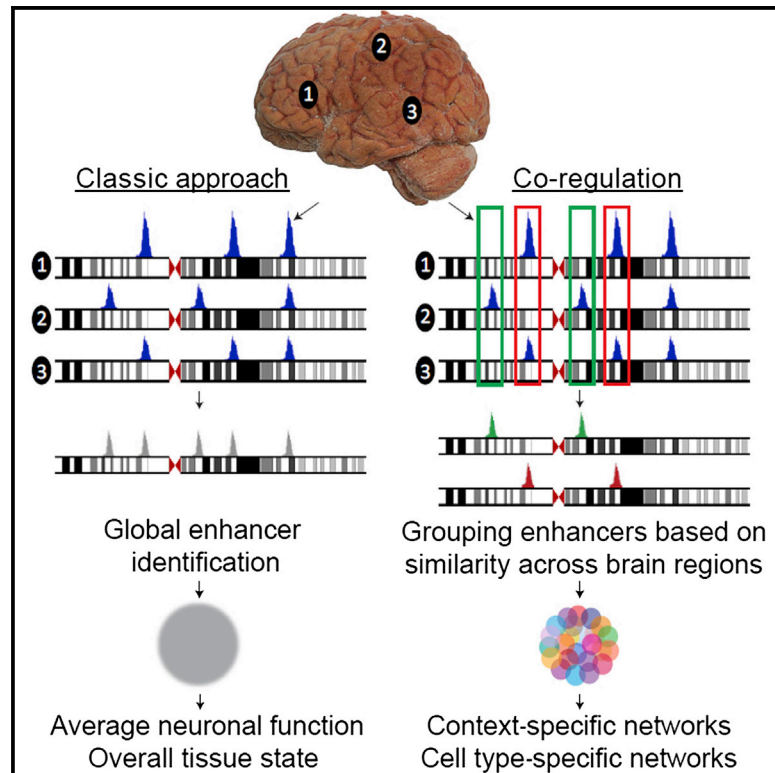 1
2
3
Classic approach
Co-regulation
1
2
3
1
2
3
Global enhancer
identification
Grouping enhancers based on
similarity across brain regions
Average neuronal function
Overall tissue state
Context-specific networks
Cell type-specific networks